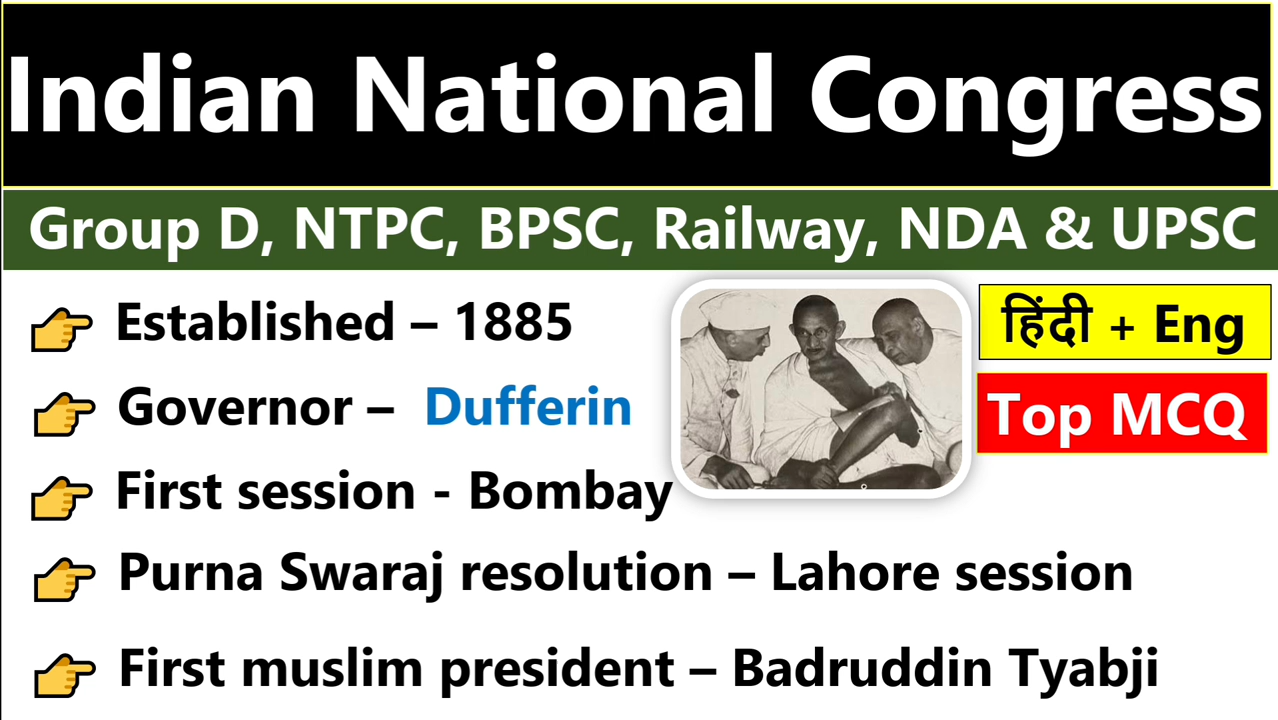 Indian National Congress
Group D, NTPC, BPSC, Railway, NDA & UPSC
Established – 1885
हिंदी + Eng
Governor – Dufferin
Top MCQ
First session - Bombay
Purna Swaraj resolution – Lahore session
First muslim president – Badruddin Tyabji